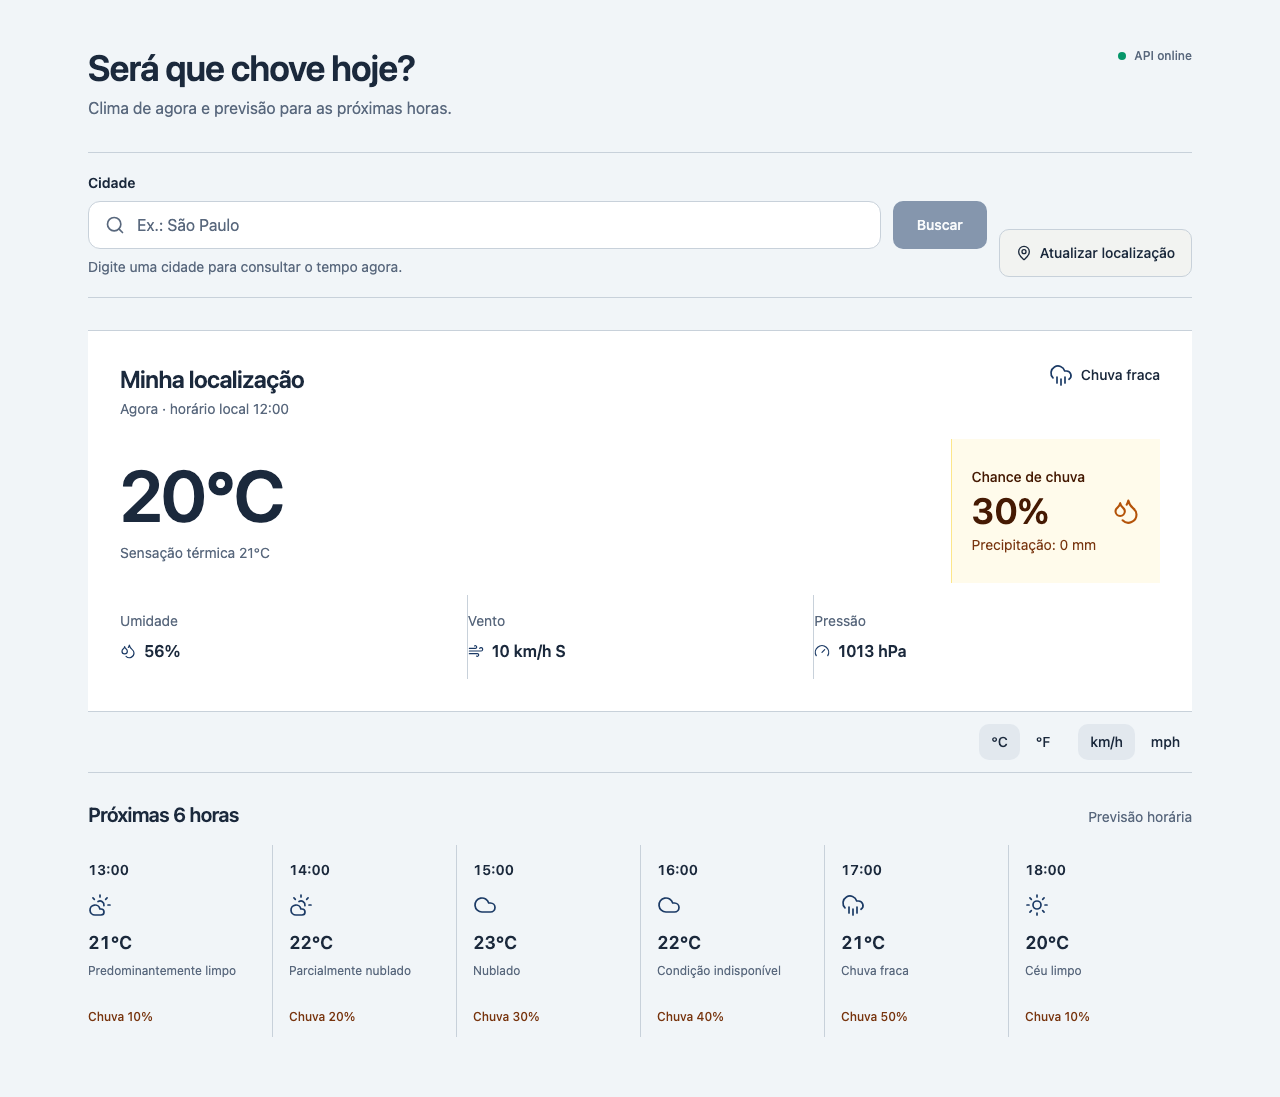 Será que chove hoje?
API online
Clima de agora e previsão para as próximas horas.
Cidade
Ex.: São Paulo
Buscar
Atualizar localização
Digite uma cidade para consultar o tempo agora.
Minha localização
Chuva fraca
Agora · horário local 12:00
20°C
Sensação térmica 21°C
Chance de chuva
30%
Precipitação: 0 mm
Umidade
56%
Vento
10 km/h S
Pressão
1013 hPa
°C
°F
km/h
mph
Próximas 6 horas
Previsão horária
13:00
21°C
Predominantemente limpo
Chuva 10%
14:00
22°C
Parcialmente nublado
Chuva 20%
15:00
23°C
Nublado
Chuva 30%
16:00
22°C
Condição indisponível
Chuva 40%
17:00
21°C
Chuva fraca
Chuva 50%
18:00
20°C
Céu limpo
Chuva 10%